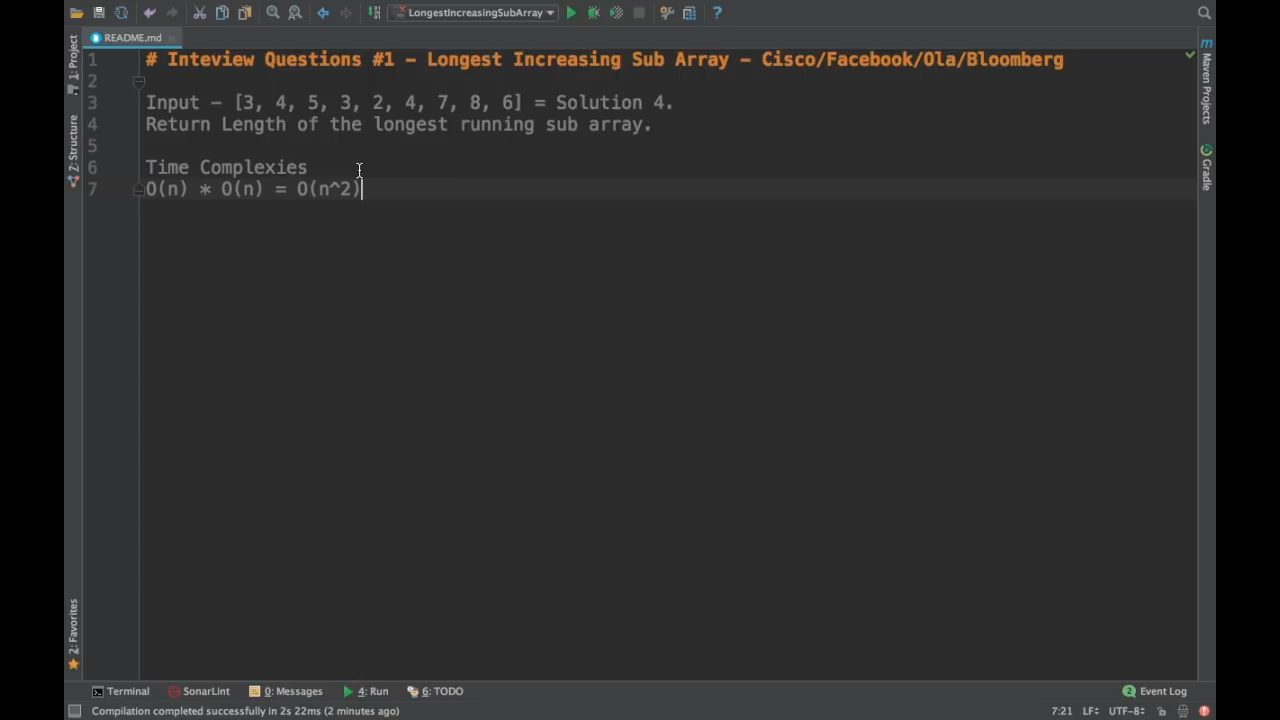 LongestIncreasingSubArray
README.md
1: Project
Z: Structure
2: Favorites
1 # Inteview Questions #1 - Longest Increasing Sub Array - Cisco/Facebook/Ola/Bloomberg
2
3 Input - [3, 4, 5, 3, 2, 4, 7, 8, 6] = Solution 4.
4 Return Length of the longest running sub array.
5
6 Time Complexies
7 O(n) * O(n) = O(n^2)
Maven Projects
Gradle
Terminal SonarLint 0: Messages 4: Run 6: TODO 2 Event Log
Compilation completed successfully in 2s 22ms (2 minutes ago) 7:21 LF UTF-8